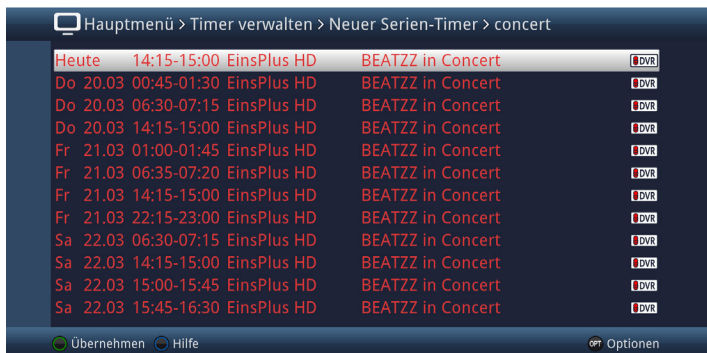 Hauptmenü > Timer verwalten > Neuer Serien-Timer > concert
Heute 14:15-15:00 EinsPlus HD BEATZZ in Concert DVR
Do 20.03 00:45-01:30 EinsPlus HD BEATZZ in Concert DVR
Do 20.03 06:30-07:15 EinsPlus HD BEATZZ in Concert DVR
Do 20.03 14:15-15:00 EinsPlus HD BEATZZ in Concert DVR
Fr 21.03 01:00-01:45 EinsPlus HD BEATZZ in Concert DVR
Fr 21.03 06:35-07:20 EinsPlus HD BEATZZ in Concert DVR
Fr 21.03 14:15-15:00 EinsPlus HD BEATZZ in Concert DVR
Fr 21.03 22:15-23:00 EinsPlus HD BEATZZ in Concert DVR
Sa 22.03 06:30-07:15 EinsPlus HD BEATZZ in Concert DVR
Sa 22.03 14:15-15:00 EinsPlus HD BEATZZ in Concert DVR
Sa 22.03 15:00-15:45 EinsPlus HD BEATZZ in Concert DVR
Sa 22.03 15:45-16:30 EinsPlus HD BEATZZ in Concert DVR
Übernehmen Hilfe OPT Optionen